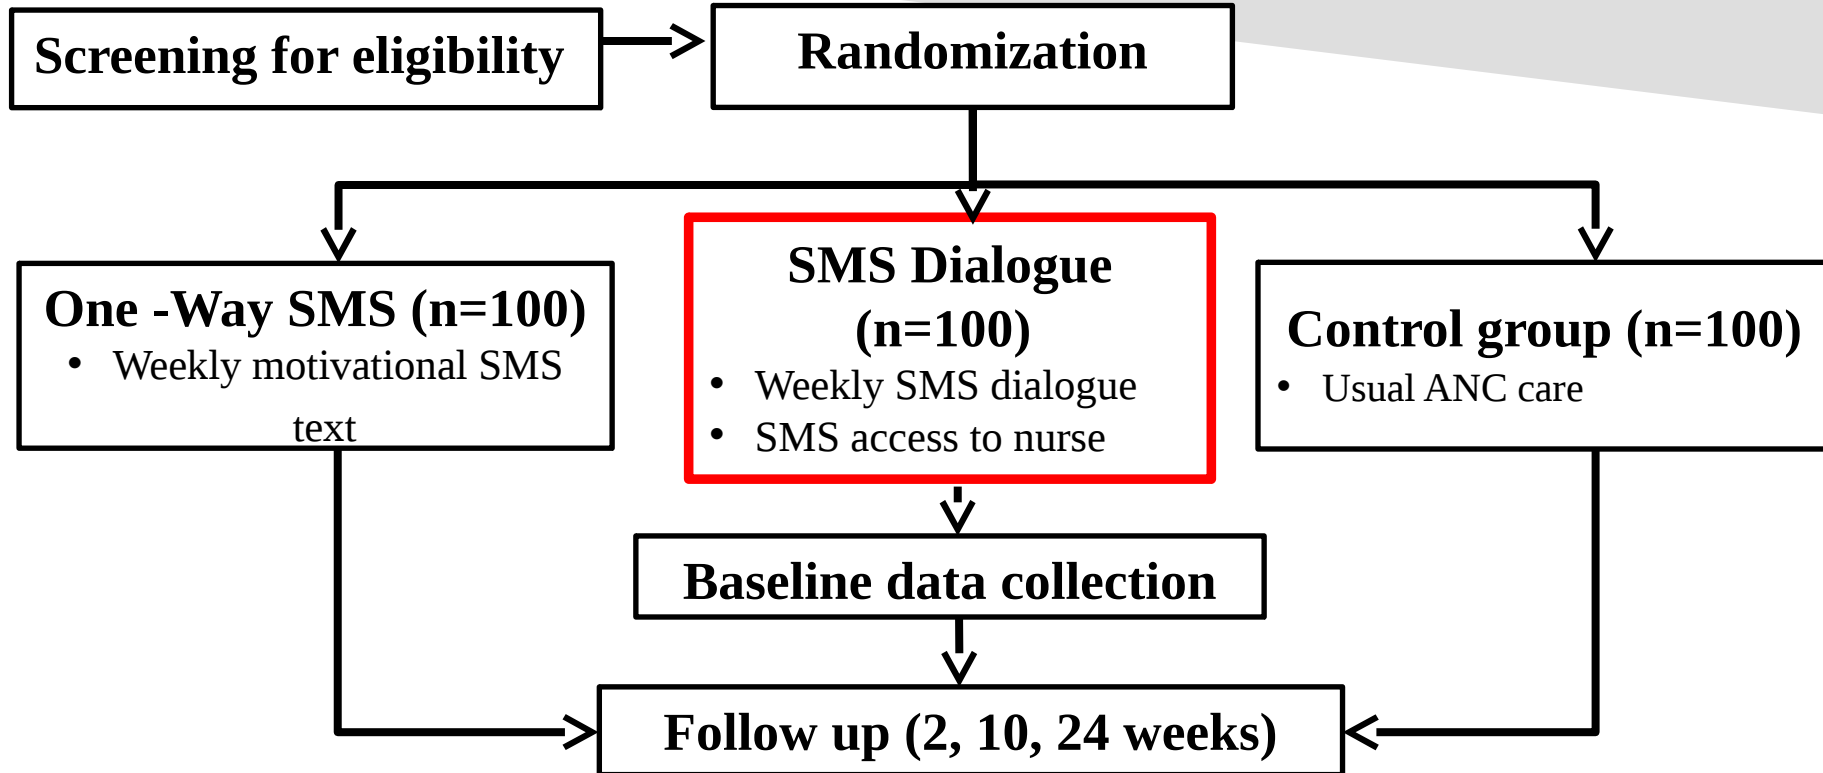 Screening for eligibility
Randomization
One -Way SMS (n=100)
• Weekly motivational SMS
text
SMS Dialogue
(n=100)
• Weekly SMS dialogue
• SMS access to nurse
Control group (n=100)
• Usual ANC care
Baseline data collection
Follow up (2, 10, 24 weeks)